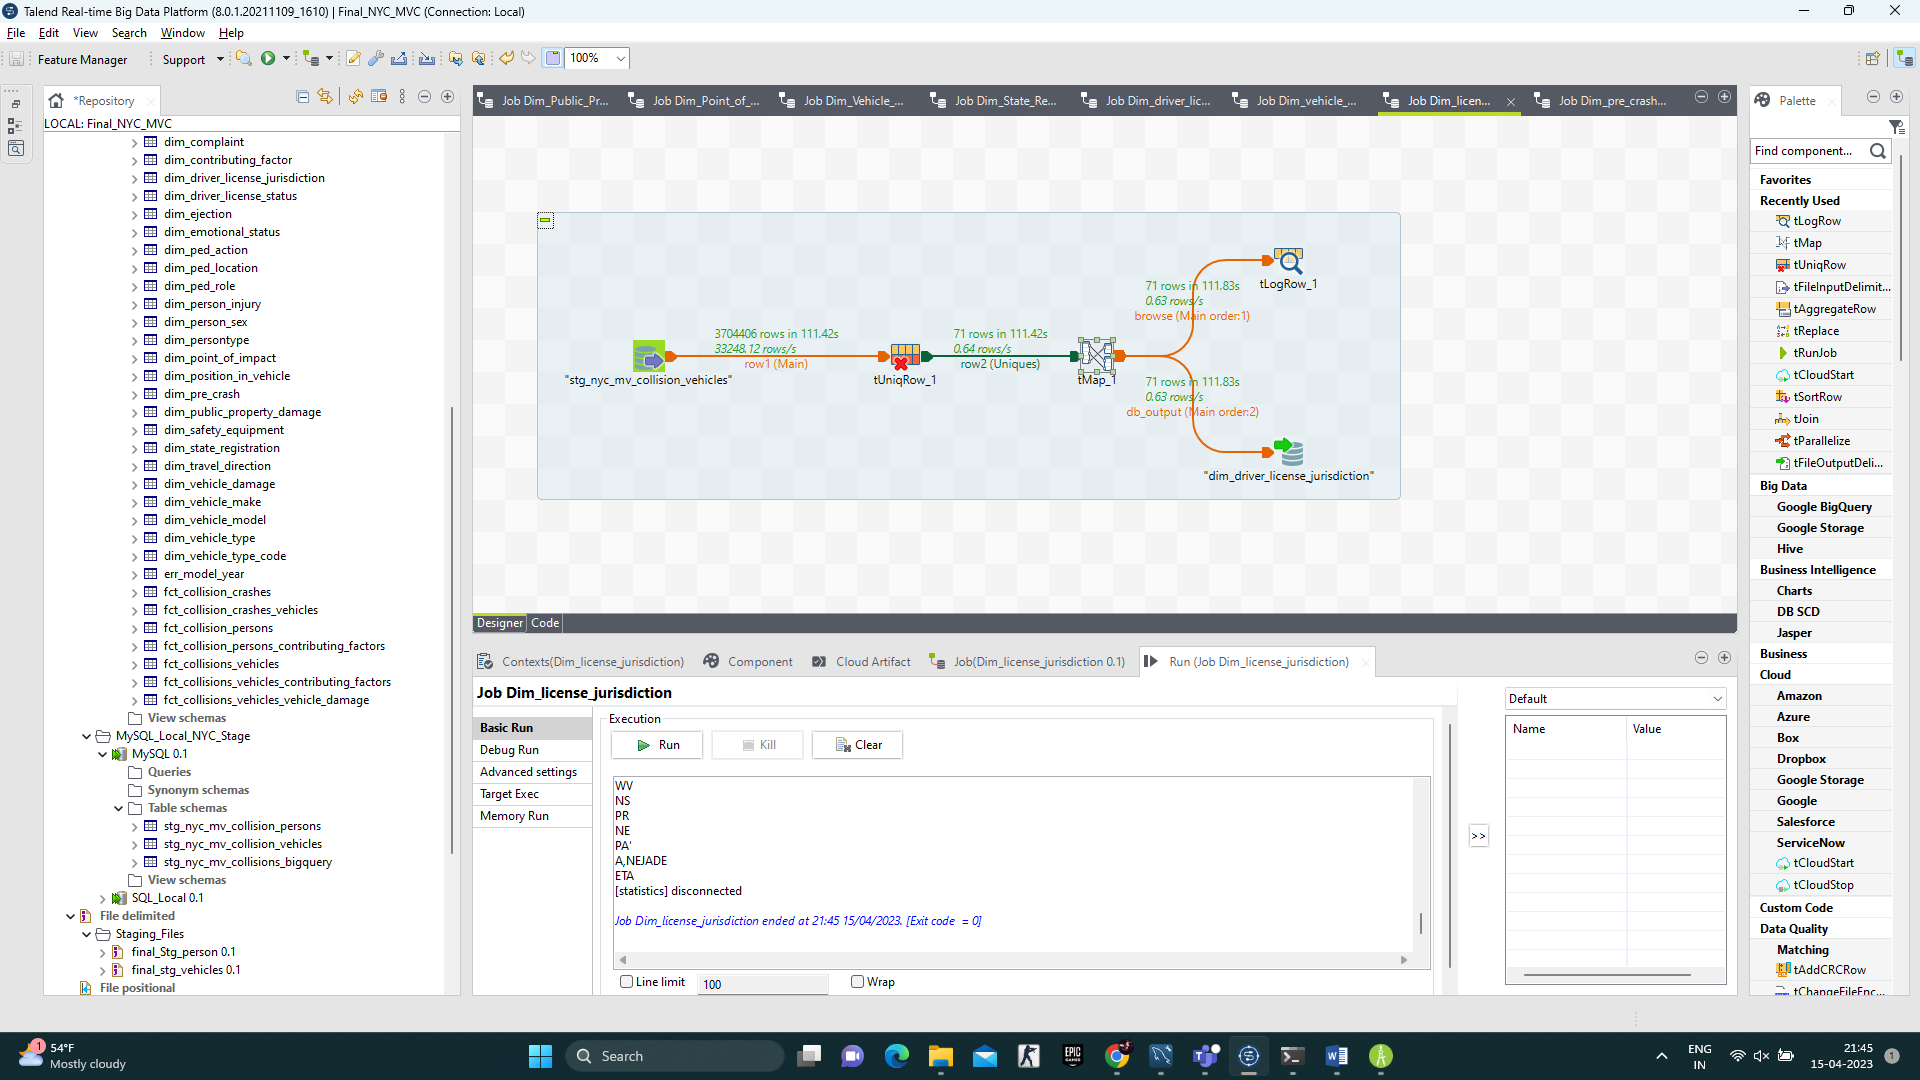 Talend Real-time Big Data Platform (8.0.1.20211109_1610) | Final_NYC_MVC (Connection: Local)
File Edit View Search Window Help
Feature Manager Support 100%
*Repository
LOCAL: Final_NYC_MVC
dim_complaint
dim_contributing_factor
dim_driver_license_jurisdiction
dim_driver_license_status
dim_ejection
dim_emotional_status
dim_ped_action
dim_ped_location
dim_ped_role
dim_person_injury
dim_person_sex
dim_persontype
dim_point_of_impact
dim_position_in_vehicle
dim_pre_crash
dim_public_property_damage
dim_safety_equipment
dim_state_registration
dim_travel_direction
dim_vehicle_damage
dim_vehicle_make
dim_vehicle_model
dim_vehicle_type
dim_vehicle_type_code
err_model_year
fct_collision_crashes
fct_collision_crashes_vehicles
fct_collision_persons
fct_collision_persons_contributing_factors
fct_collisions_vehicles
fct_collisions_vehicles_contributing_factors
fct_collisions_vehicles_vehicle_damage
View schemas
MySQL_Local_NYC_Stage
MySQL 0.1
Queries
Synonym schemas
Table schemas
stg_nyc_mv_collision_persons
stg_nyc_mv_collision_vehicles
stg_nyc_mv_collisions_bigquery
View schemas
SQL_Local 0.1
File delimited
Staging_Files
final_Stg_person 0.1
final_stg_vehicles 0.1
File positional
Job Dim_Public_Pr... Job Dim_Point_of_... Job Dim_Vehicle_... Job Dim_State_Re... Job Dim_driver_lic... Job Dim_vehicle_... Job Dim_licen... Job Dim_pre_crash...
71 rows in 111.83s
0.63 rows/s
browse (Main order:1)
tLogRow_1
3704406 rows in 111.42s
33248.12 rows/s
row1 (Main)
"stg_nyc_mv_collision_vehicles"
tUniqRow_1
71 rows in 111.42s
0.64 rows/s
row2 (Uniques)
tMap_1
71 rows in 111.83s
0.63 rows/s
db_output (Main order:2)
"dim_driver_license_jurisdiction"
Designer Code
Contexts(Dim_license_jurisdiction) Component Cloud Artifact Job(Dim_license_jurisdiction 0.1) Run (Job Dim_license_jurisdiction)
Job Dim_license_jurisdiction
Basic Run
Debug Run
Advanced settings
Target Exec
Memory Run
Execution
Run Kill Clear
WV
NS
PR
NE
PA'
A,NEJADE
ETA
[statistics] disconnected
Job Dim_license_jurisdiction ended at 21:45 15/04/2023. [Exit code = 0]
Line limit 100 Wrap
>>
Default
Name Value
Palette
Find component...
Favorites
Recently Used
tLogRow
tMap
tUniqRow
tFileInputDelimit...
tAggregateRow
tReplace
tRunJob
tCloudStart
tSortRow
tJoin
tParallelize
tFileOutputDeli...
Big Data
Google BigQuery
Google Storage
Hive
Business Intelligence
Charts
DB SCD
Jasper
Business
Cloud
Amazon
Azure
Box
Dropbox
Google Storage
Google
Salesforce
ServiceNow
tCloudStart
tCloudStop
Custom Code
Data Quality
Matching
tAddCRCRow
tChangeFileEnc...
1
54°F
Mostly cloudy
Search
EPIC
GAMES
ENG
IN
21:45
15-04-2023
1